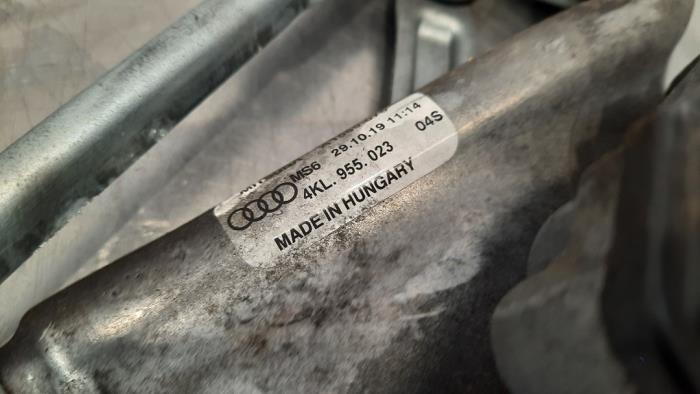 MS6 29.10.19 11:14
4KL. 955. 023 04S
MADE IN HUNGARY